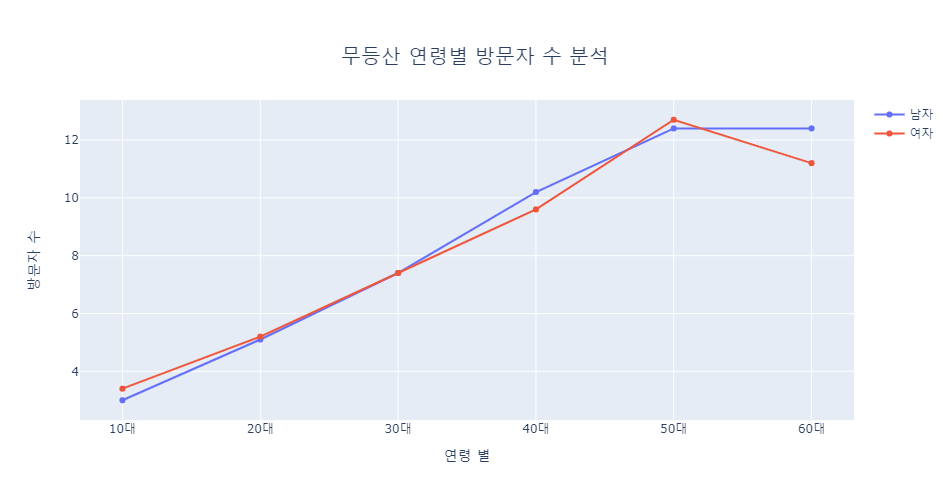 무등산 연령별 방문자 수 분석
남자
여자
방문자 수
12
10
8
6
4
10대 20대 30대 40대 50대 60대
연령 별